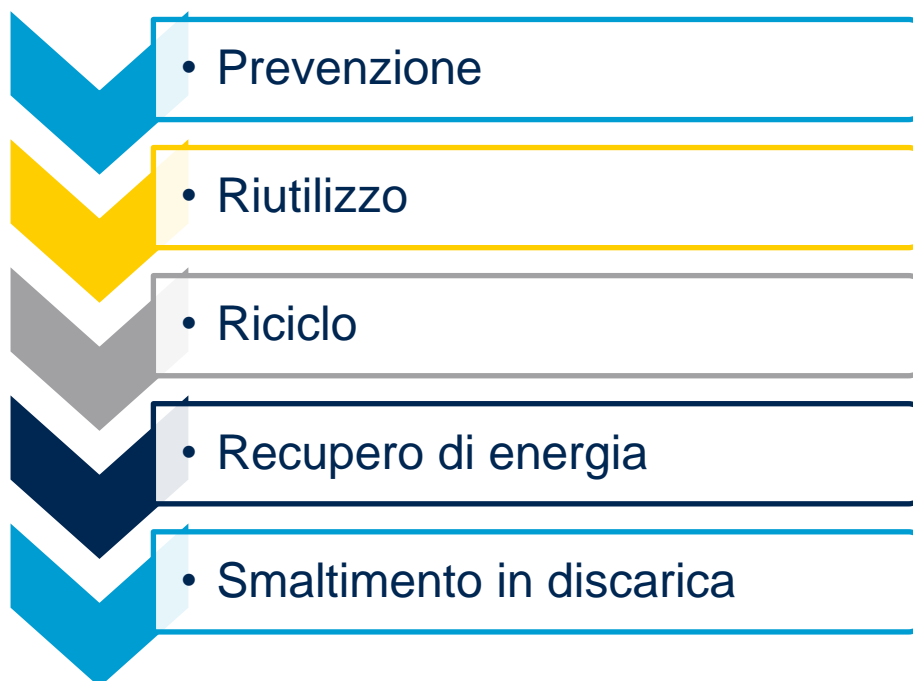 • Prevenzione
• Riutilizzo
• Riciclo
• Recupero di energia
• Smaltimento in discarica